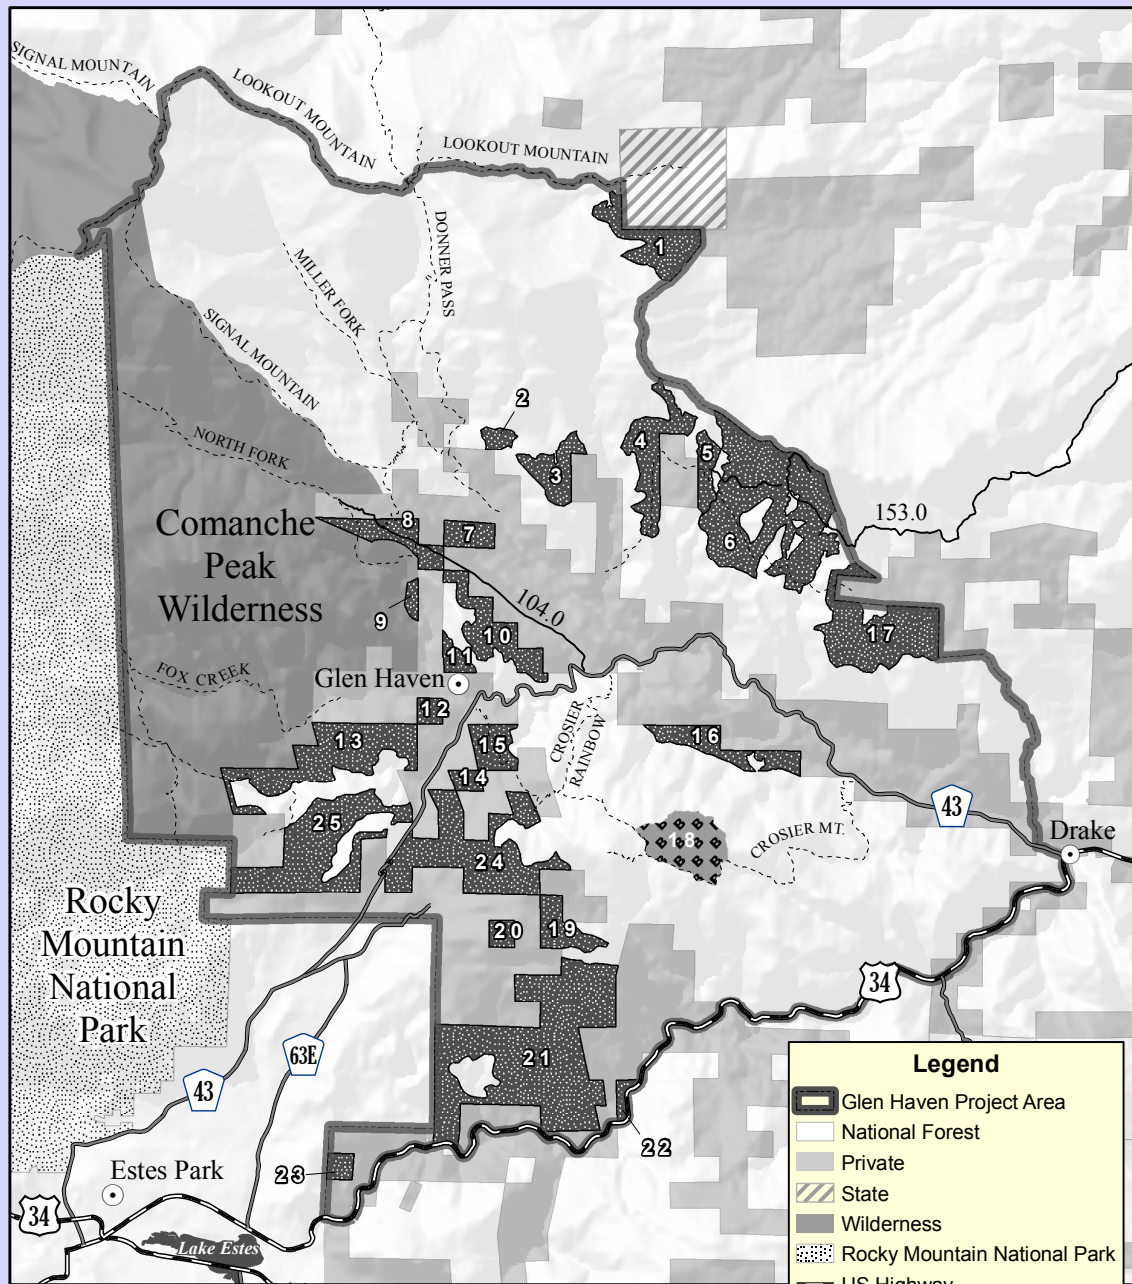 SIGNAL MOUNTAIN
LOOKOUT MOUNTAIN
LOOKOUT MOUNTAIN
DONNER PASS
MILLER FORK
SIGNAL MOUNTAIN
NORTH FORK
1
2
3
4
5
6
153.0
Comanche
Peak
Wilderness
8
7
9
104.0
10
11
17
FOX CREEK
Glen Haven
12
13
15
14
CROSIER
RAINBOW
16
25
18
CROSIER MT.
43
Drake
24
Rocky
Mountain
National
Park
20
19
34
21
63E
43
22
23
Estes Park
34
Lake Estes
Legend
Glen Haven Project Area
National Forest
Private
State
Wilderness
Rocky Mountain National Park
US Highway